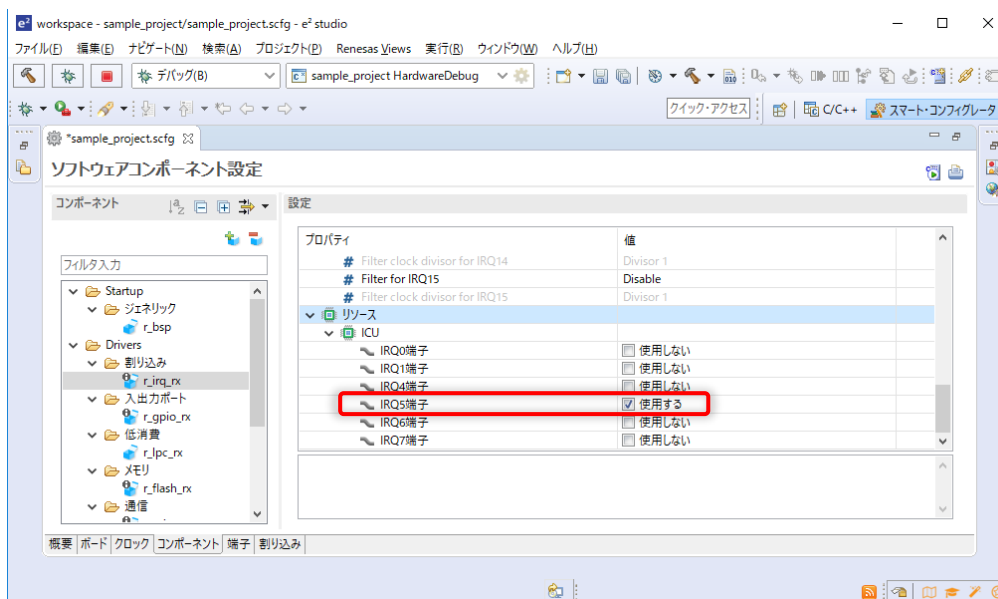 workspace - sample_project/sample_project.scfg - e² studio
ファイル(F) 編集(E) ナビゲート(N) 検索(A) プロジェクト(P) Renesas Views 実行(R) ウィンドウ(W) ヘルプ(H)
デバッグ(B) sample_project HardwareDebug
クイック・アクセス C/C++ スマート・コンフィグレータ
*sample_project.scfg
ソフトウェアコンポーネント設定
コンポーネント
設定
フィルタ入力
Startup
ジェネリック
r_bsp
Drivers
割り込み
r_irq_rx
入出力ポート
r_gpio_rx
低消費
r_lpc_rx
メモリ
r_flash_rx
通信
プロパティ 値
Filter clock divisor for IRQ14 Divisor 1
Filter for IRQ15 Disable
Filter clock divisor for IRQ15 Divisor 1
リソース
ICU
IRQ0端子 使用しない
IRQ1端子 使用しない
IRQ4端子 使用しない
IRQ5端子 使用する
IRQ6端子 使用しない
IRQ7端子 使用しない
概要 ボード クロック コンポーネント 端子 割り込み